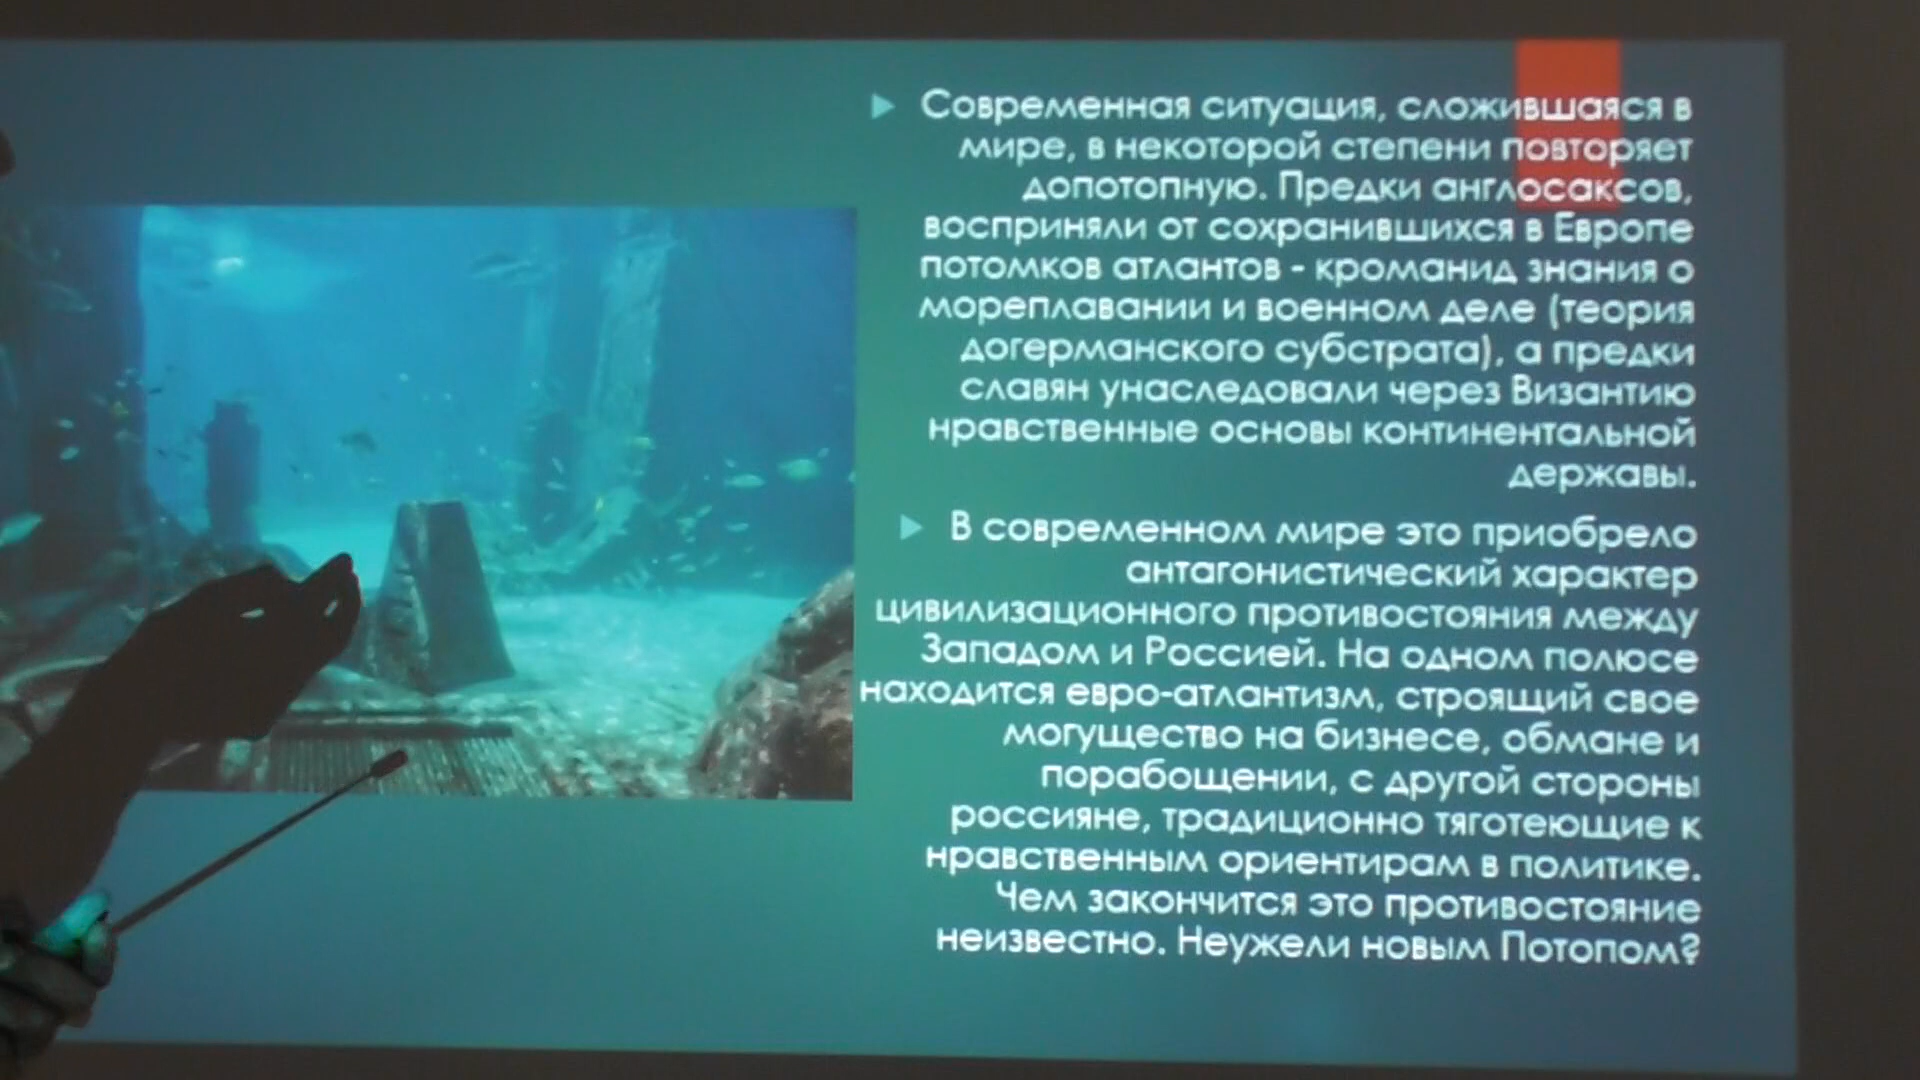 Современная ситуация, сложившаяся в
мире, в некоторой степени повторяет
допотопную. Предки англосаксов,
восприняли от сохранившихся в Европе
потомков атлантов - кроманид знания о
мореплавании и военном деле (теория
догерманского субстрата), а предки
славян унаследовали через Византию
нравственные основы континентальной
державы.
В современном мире это приобрело
антагонистический характер
цивилизационного противостояния между
Западом и Россией. На одном полюсе
находится евро-атлантизм, строящий свое
могущество на бизнесе, обмане и
порабощении, с другой стороны
россияне, традиционно тяготеющие к
нравственным ориентирам в политике.
Чем закончится это противостояние
неизвестно. Неужели новым Потопом?